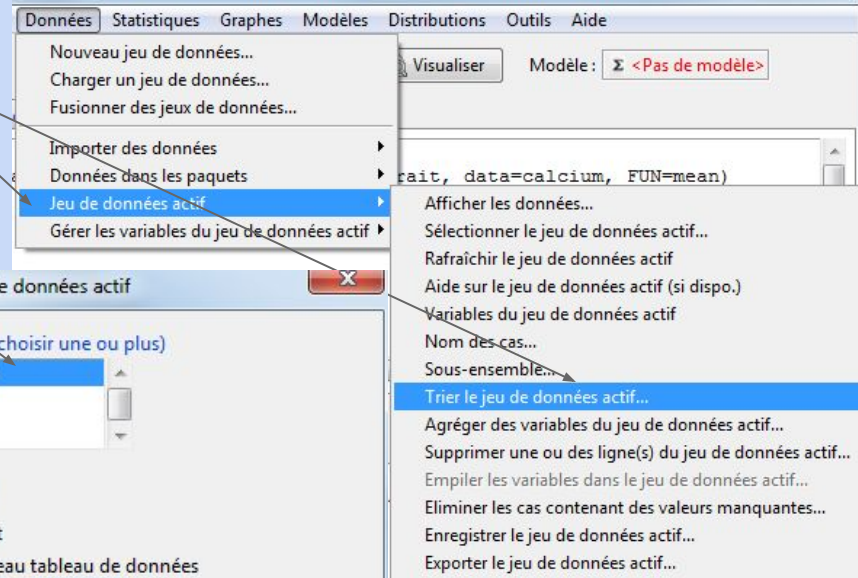 Données Statistiques Graphes Modèles Distributions Outils Aide
Nouveau jeu de données...
Charger un jeu de données...
Fusionner des jeux de données...
Importer des données
Données dans les paquets
Jeu de données actif
Gérer les variables du jeu de données actif
Visualiser Modèle : Σ <Pas de modèle>
rait, data=calcium, FUN=mean)
Afficher les données...
Sélectionner le jeu de données actif...
Rafraîchir le jeu de données actif
Aide sur le jeu de données actif (si dispo.)
Variables du jeu de données actif
Nom des cas...
Sous-ensemble...
Trier le jeu de données actif...
Agréger des variables du jeu de données actif...
Supprimer une ou des ligne(s) du jeu de données actif...
Empiler les variables dans le jeu de données actif...
Eliminer les cas contenant des valeurs manquantes...
Enregistrer le jeu de données actif...
Exporter le jeu de données actif...
e données actif
choisir une ou plus)
eau tableau de données